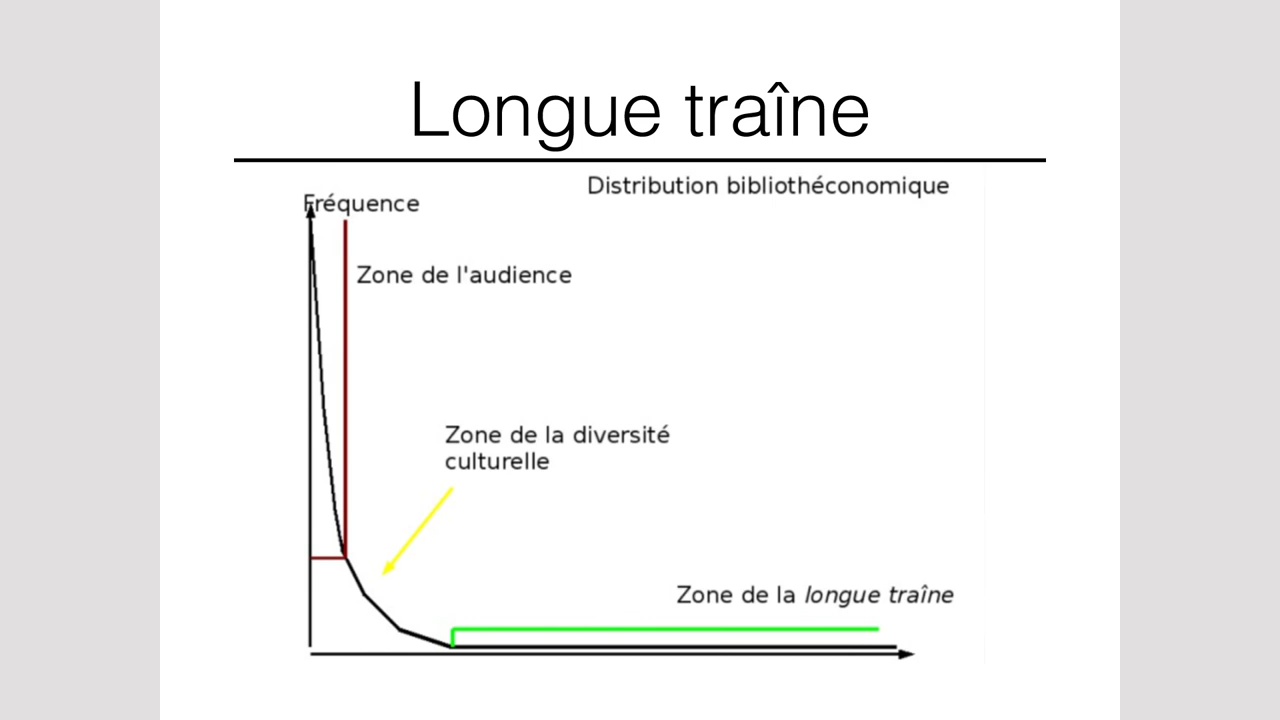 Longue traîne
Distribution bibliothéconomique
Fréquence
Zone de l'audience
Zone de la diversité
culturelle
Zone de la longue traîne